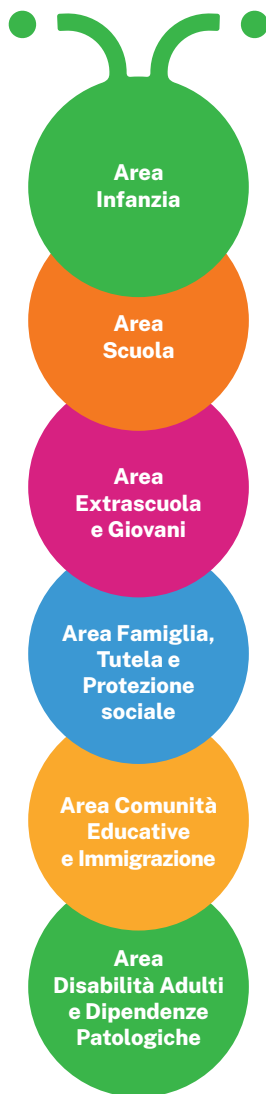 Area
Infanzia
Area
Scuola
Area
Extrascuola
e Giovani
Area Famiglia,
Tutela e
Protezione
sociale
Area Comunità
Educative
e Immigrazione
Area
Disabilità Adulti
e Dipendenze
Patologiche